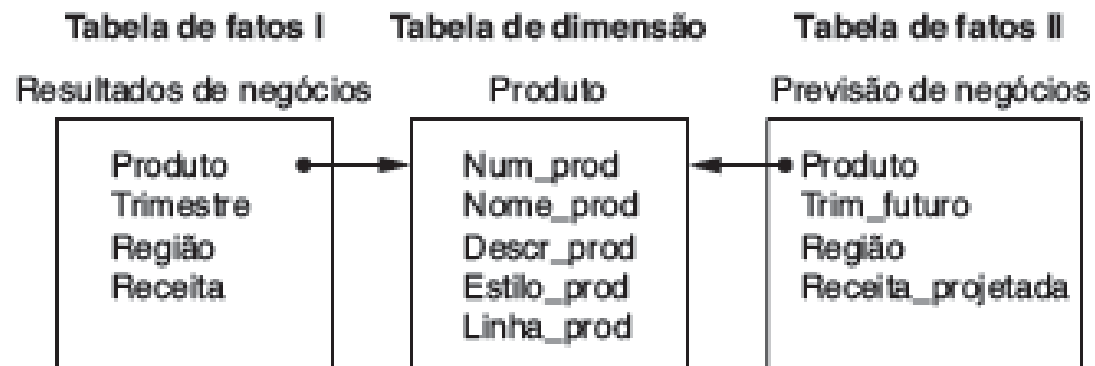 Tabela de fatos I
Resultados de negócios
Produto
Trimestre
Região
Receita
Tabela de dimensão
Produto
Num_prod
Nome_prod
Descr_prod
Estilo_prod
Linha_prod
Tabela de fatos II
Previsão de negócios
Produto
Trim_futuro
Região
Receita_projetada